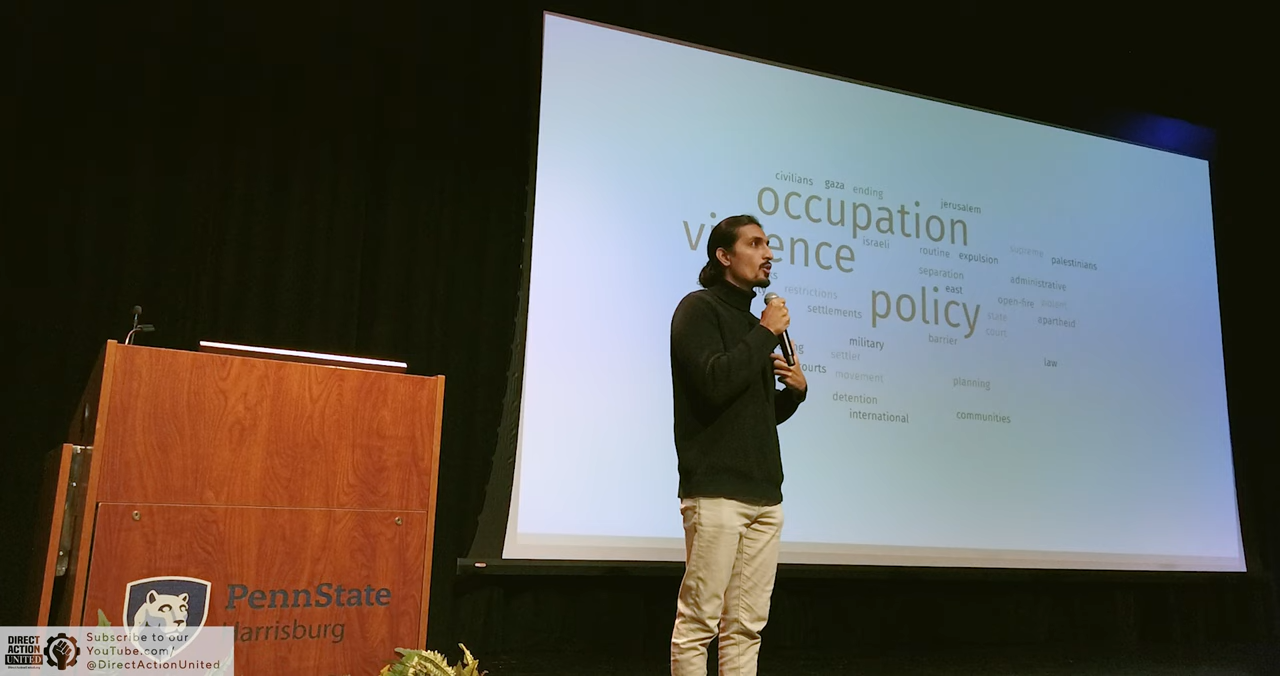 civilians gaza ending
jerusalem
occupation
israeli
routine expulsion supreme palestinians
separation
administrative
east
restrictions
policy
open-fire
settlements
state
apartheid
court
barrier
military
settler
law
movement
planning
detention
international
communities
PennState
Harrisburg
DIRECT
ACTION
UNITED
Subscribe to our
YouTube.com/
@DirectActionUnited